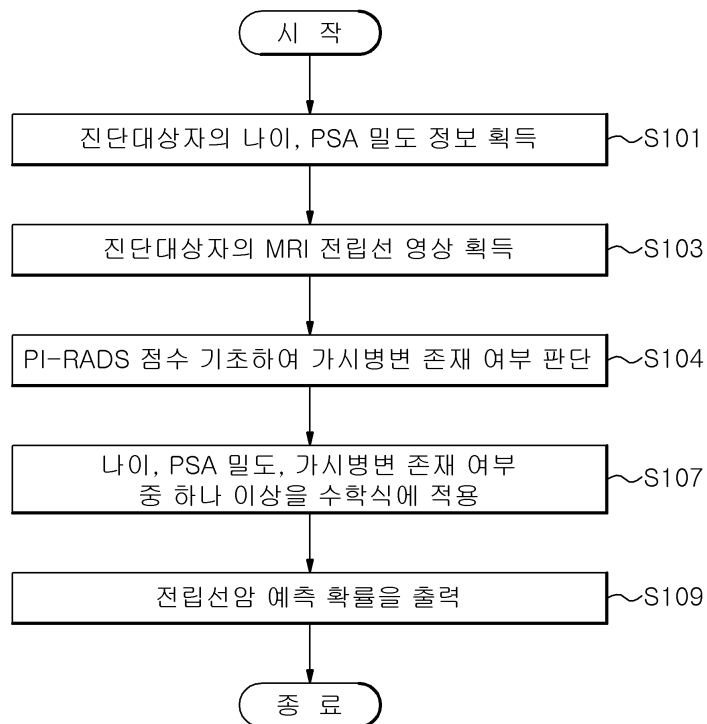 시 작
진단대상자의 나이, PSA 밀도 정보 획득
S101
진단대상자의 MRI 전립선 영상 획득
S103
PI-RADS 점수 기초하여 가시병변 존재 여부 판단
S104
나이, PSA 밀도, 가시병변 존재 여부
중 하나 이상을 수학식에 적용
S107
전립선암 예측 확률을 출력
S109
종 료